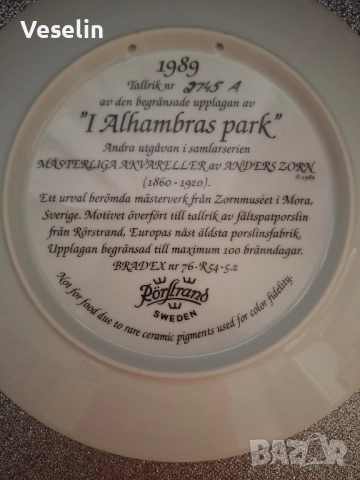 Veselin
1989
Tallrik nr 2745 A
av den begränsade upplagan av
"I Alhambras park"
Andra utgåvan i samlarserien
MÄSTERLIGA AKVARELLER av ANDERS ZORN
(1860-1920). © 1989
Ett urval berömda mästerverk från Zornmuséet i Mora,
Sverige. Motivet överfört till tallrik av fältspatporslin
från Rörstrand, Europas näst äldsta porslinsfabrik.
Upplagan begränsad till maximum 100 bränndagar.
BRADEX nr 76-R54-5.2
Rörstrand
SWEDEN
Not for food due to rare ceramic pigments used for color fidelity.
BAZAR